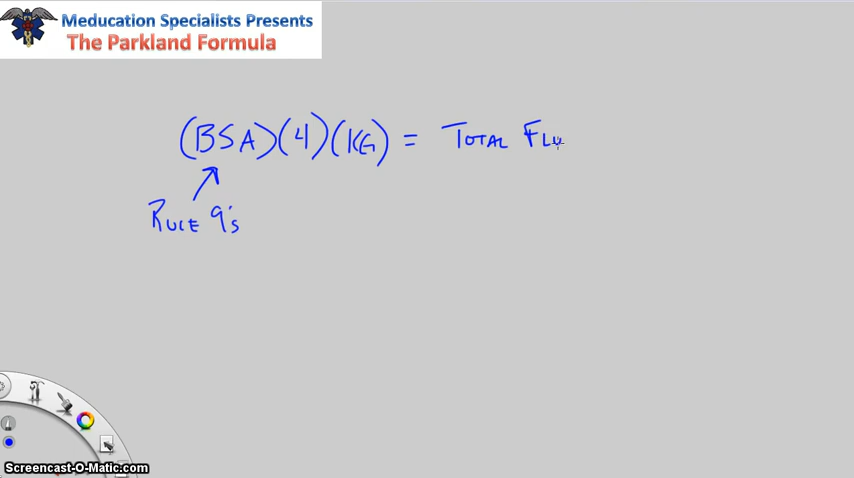 Meducation Specialists Presents
The Parkland Formula
(BSA)(4)(KG) = TOTAL FLU
RULE 9's
Screencast-O-Matic.com